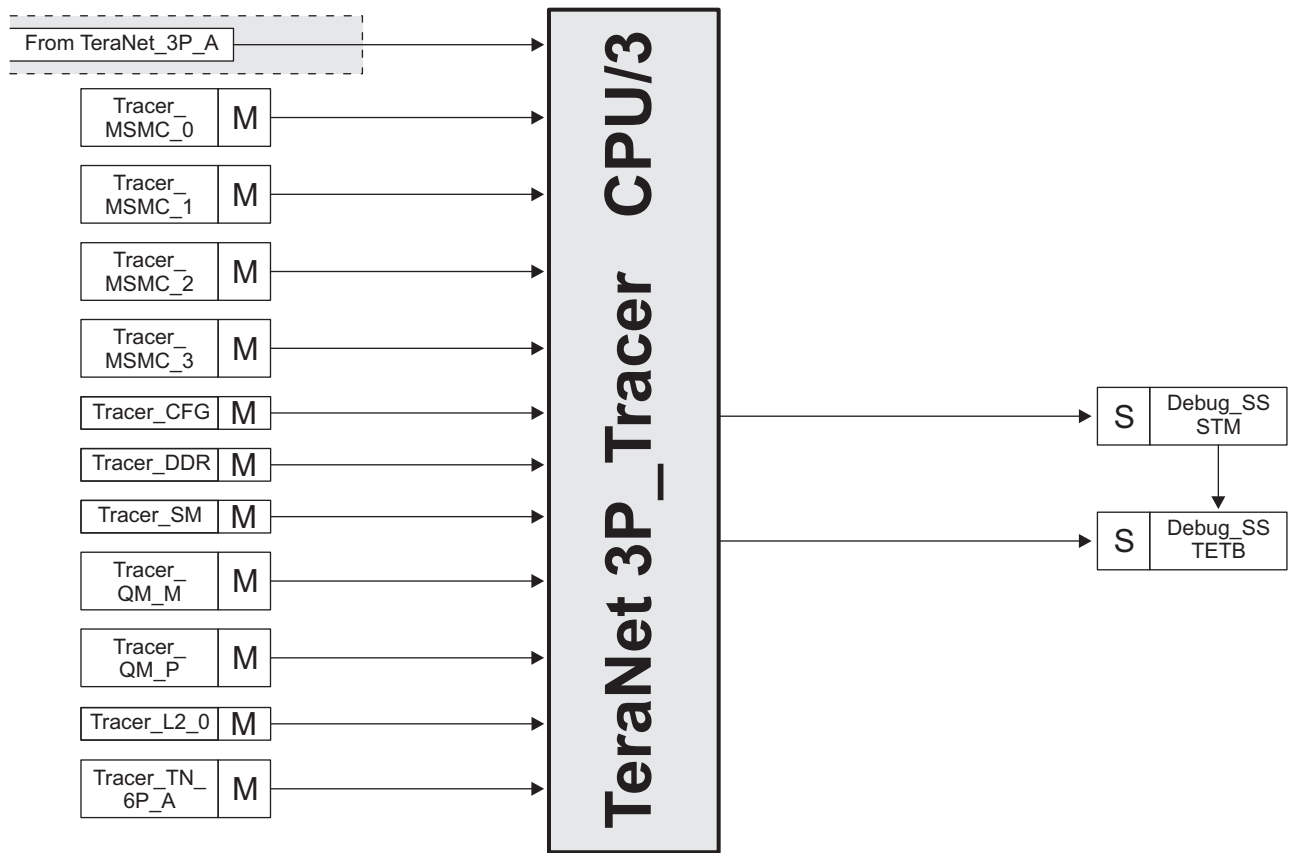 From TeraNet_3P_A
Tracer_
MSMC_0
M
Tracer_
MSMC_1
M
Tracer_
MSMC_2
M
Tracer_
MSMC_3
M
Tracer_CFG
M
Tracer_DDR
M
Tracer_SM
M
Tracer_
QM_M
M
Tracer_
QM_P
M
Tracer_L2_0
M
Tracer_TN_
6P_A
M
TeraNet 3P_Tracer CPU/3
S
Debug_SS
STM
S
Debug_SS
TETB